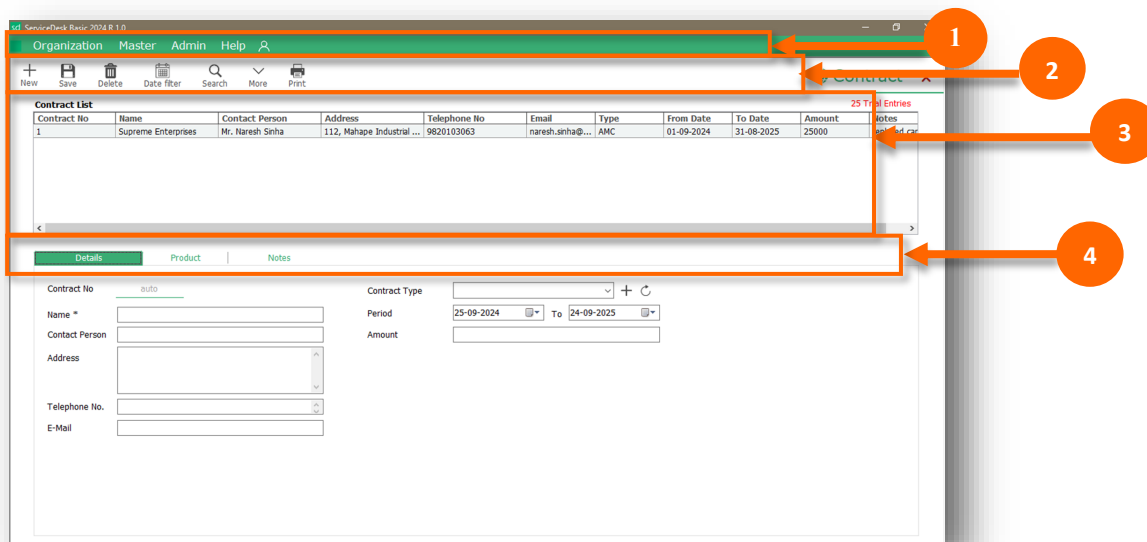 sd ServiceDesk Basic 2024 R 1.0
Organization Master Admin Help
1
New Save Delete Date filter Search More Print
Contract
2
Contract List
25 Trial Entries
Contract No Name Contact Person Address Telephone No Email Type From Date To Date Amount Notes
1 Supreme Enterprises Mr. Naresh Sinha 112, Mahape Industrial ... 9820103063 naresh.sinha@... AMC 01-09-2024 31-08-2025 25000
3
Details Product Notes
4
Contract No auto Contract Type
Name * Period 25-09-2024 To 24-09-2025
Contact Person Amount
Address
Telephone No.
E-Mail